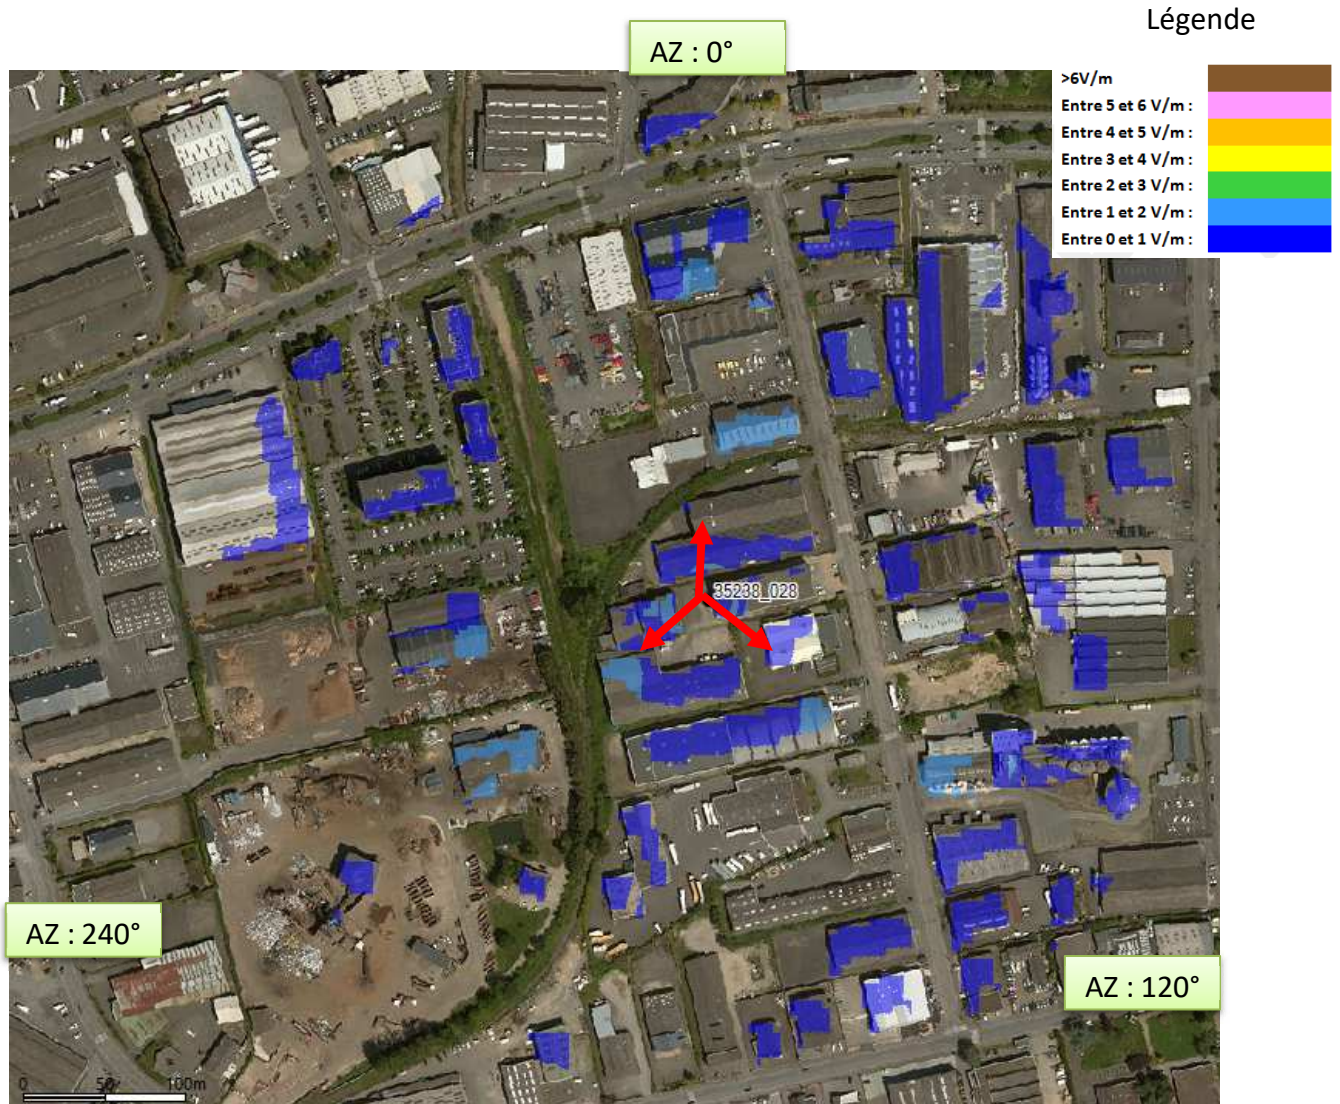 Légende
AZ : 0°
>6V/m
Entre 5 et 6 V/m :
Entre 4 et 5 V/m :
Entre 3 et 4 V/m :
Entre 2 et 3 V/m :
Entre 1 et 2 V/m :
Entre 0 et 1 V/m :
35238_028
AZ : 240°
AZ : 120°
0 50 100m